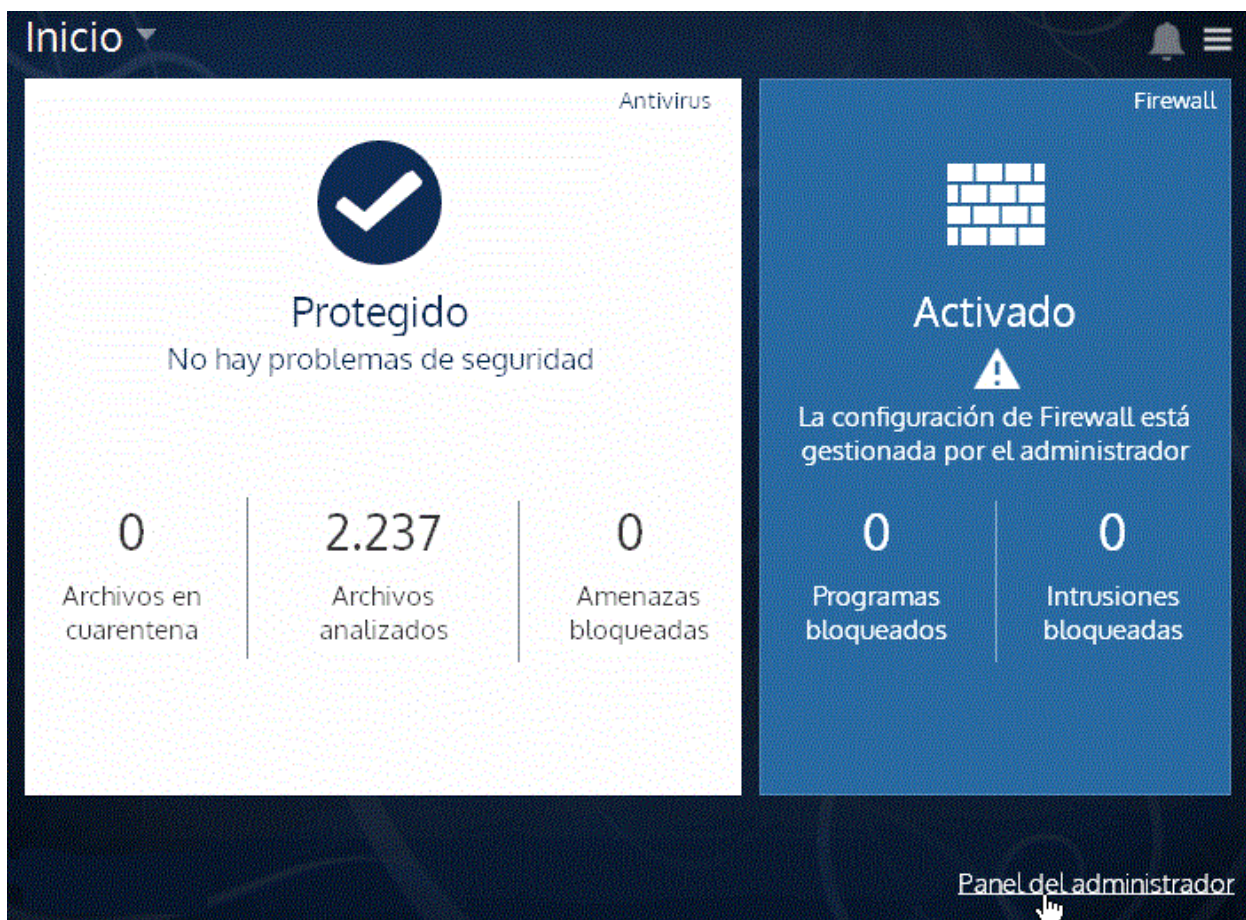 Inicio
Antivirus
Protegido
No hay problemas de seguridad
0
Archivos en
cuarentena
2.237
Archivos
analizados
0
Amenazas
bloqueadas
Firewall
Activado
La configuración de Firewall está
gestionada por el administrador
0
Programas
bloqueados
0
Intrusiones
bloqueadas
Panel del administrador